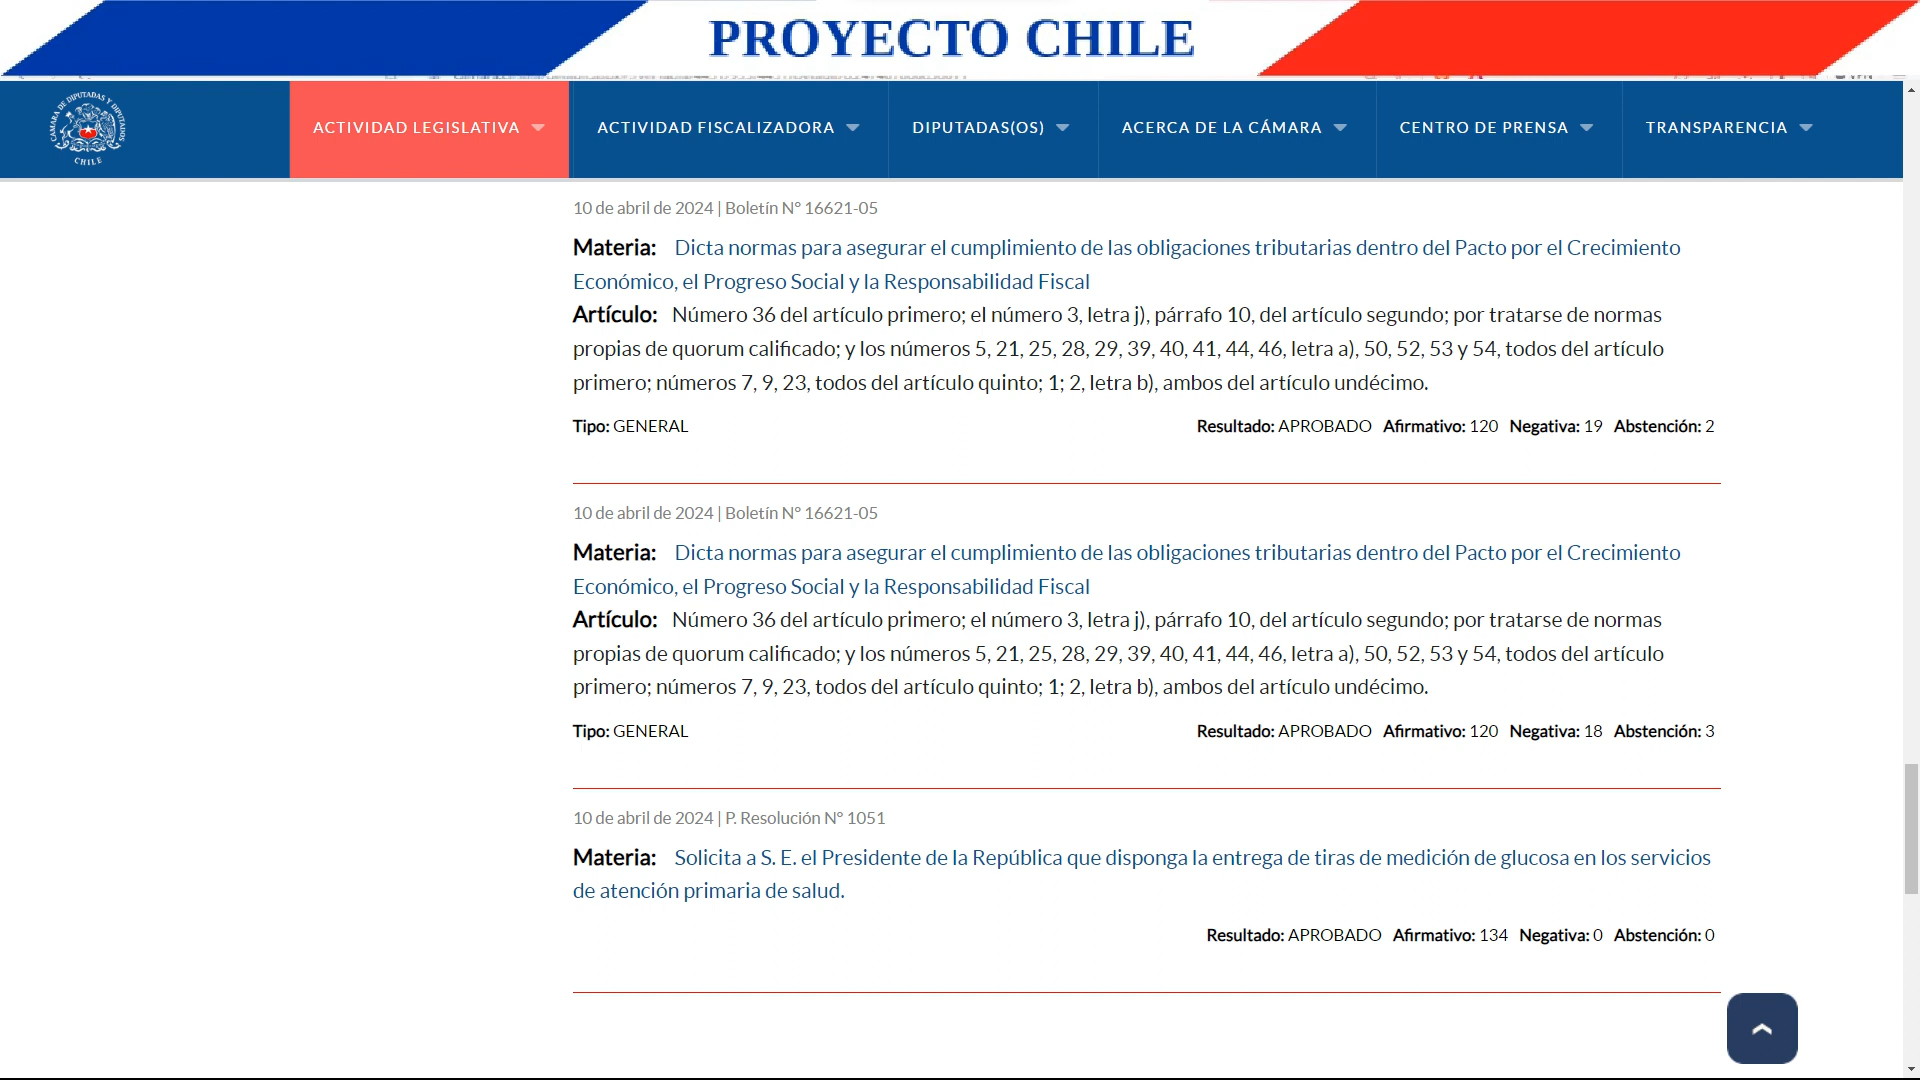 PROYECTO CHILE
CÁMARA DE DIPUTADAS Y DIPUTADOS
CHILE
ACTIVIDAD LEGISLATIVA
ACTIVIDAD FISCALIZADORA
DIPUTADAS(OS)
ACERCA DE LA CÁMARA
CENTRO DE PRENSA
TRANSPARENCIA
10 de abril de 2024 | Boletín N° 16621-05
Materia: Dicta normas para asegurar el cumplimiento de las obligaciones tributarias dentro del Pacto por el Crecimiento
Económico, el Progreso Social y la Responsabilidad Fiscal
Artículo: Número 36 del artículo primero; el número 3, letra j), párrafo 10, del artículo segundo; por tratarse de normas
propias de quorum calificado; y los números 5, 21, 25, 28, 29, 39, 40, 41, 44, 46, letra a), 50, 52, 53 y 54, todos del artículo
primero; números 7, 9, 23, todos del artículo quinto; 1; 2, letra b), ambos del artículo undécimo.
Tipo: GENERAL Resultado: APROBADO Afirmativo: 120 Negativa: 19 Abstención: 2
10 de abril de 2024 | Boletín N° 16621-05
Materia: Dicta normas para asegurar el cumplimiento de las obligaciones tributarias dentro del Pacto por el Crecimiento
Económico, el Progreso Social y la Responsabilidad Fiscal
Artículo: Número 36 del artículo primero; el número 3, letra j), párrafo 10, del artículo segundo; por tratarse de normas
propias de quorum calificado; y los números 5, 21, 25, 28, 29, 39, 40, 41, 44, 46, letra a), 50, 52, 53 y 54, todos del artículo
primero; números 7, 9, 23, todos del artículo quinto; 1; 2, letra b), ambos del artículo undécimo.
Tipo: GENERAL Resultado: APROBADO Afirmativo: 120 Negativa: 18 Abstención: 3
10 de abril de 2024 | P. Resolución N° 1051
Materia: Solicita a S. E. el Presidente de la República que disponga la entrega de tiras de medición de glucosa en los servicios
de atención primaria de salud.
Resultado: APROBADO Afirmativo: 134 Negativa: 0 Abstención: 0